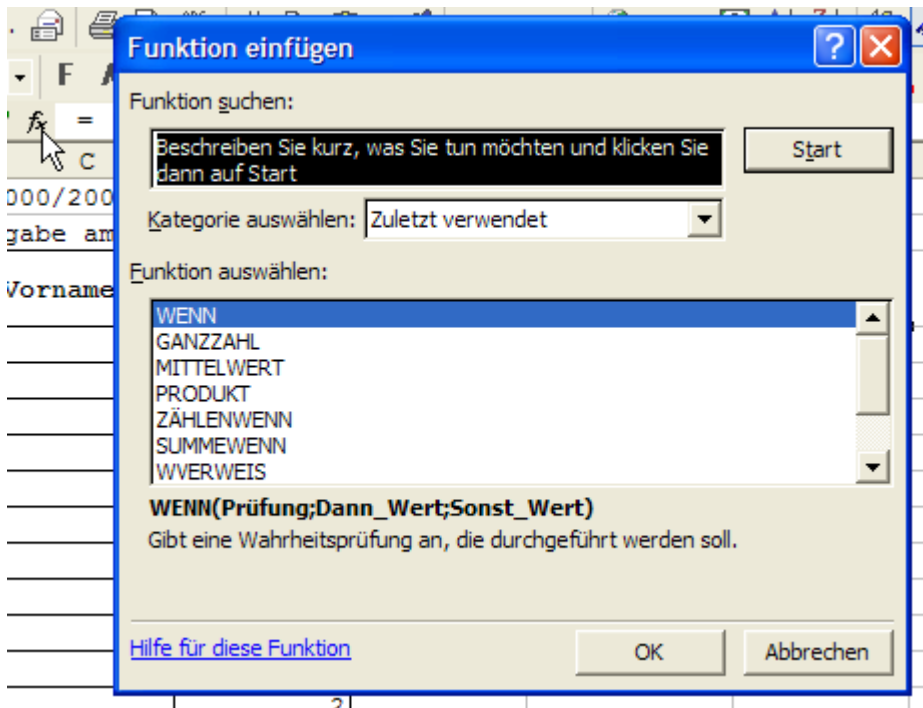 Funktion einfügen
F
Funktion suchen:
fx =
Beschreiben Sie kurz, was Sie tun möchten und klicken Sie
dann auf Start
Start
C
000/200
Kategorie auswählen: Zuletzt verwendet
gabe am
Funktion auswählen:
Vorname
WENN
GANZZAHL
MITTELWERT
PRODUKT
ZÄHLENWENN
SUMMEWENN
WVERWEIS
WENN(Prüfung;Dann_Wert;Sonst_Wert)
Gibt eine Wahrheitsprüfung an, die durchgeführt werden soll.
Hilfe für diese Funktion
OK
Abbrechen